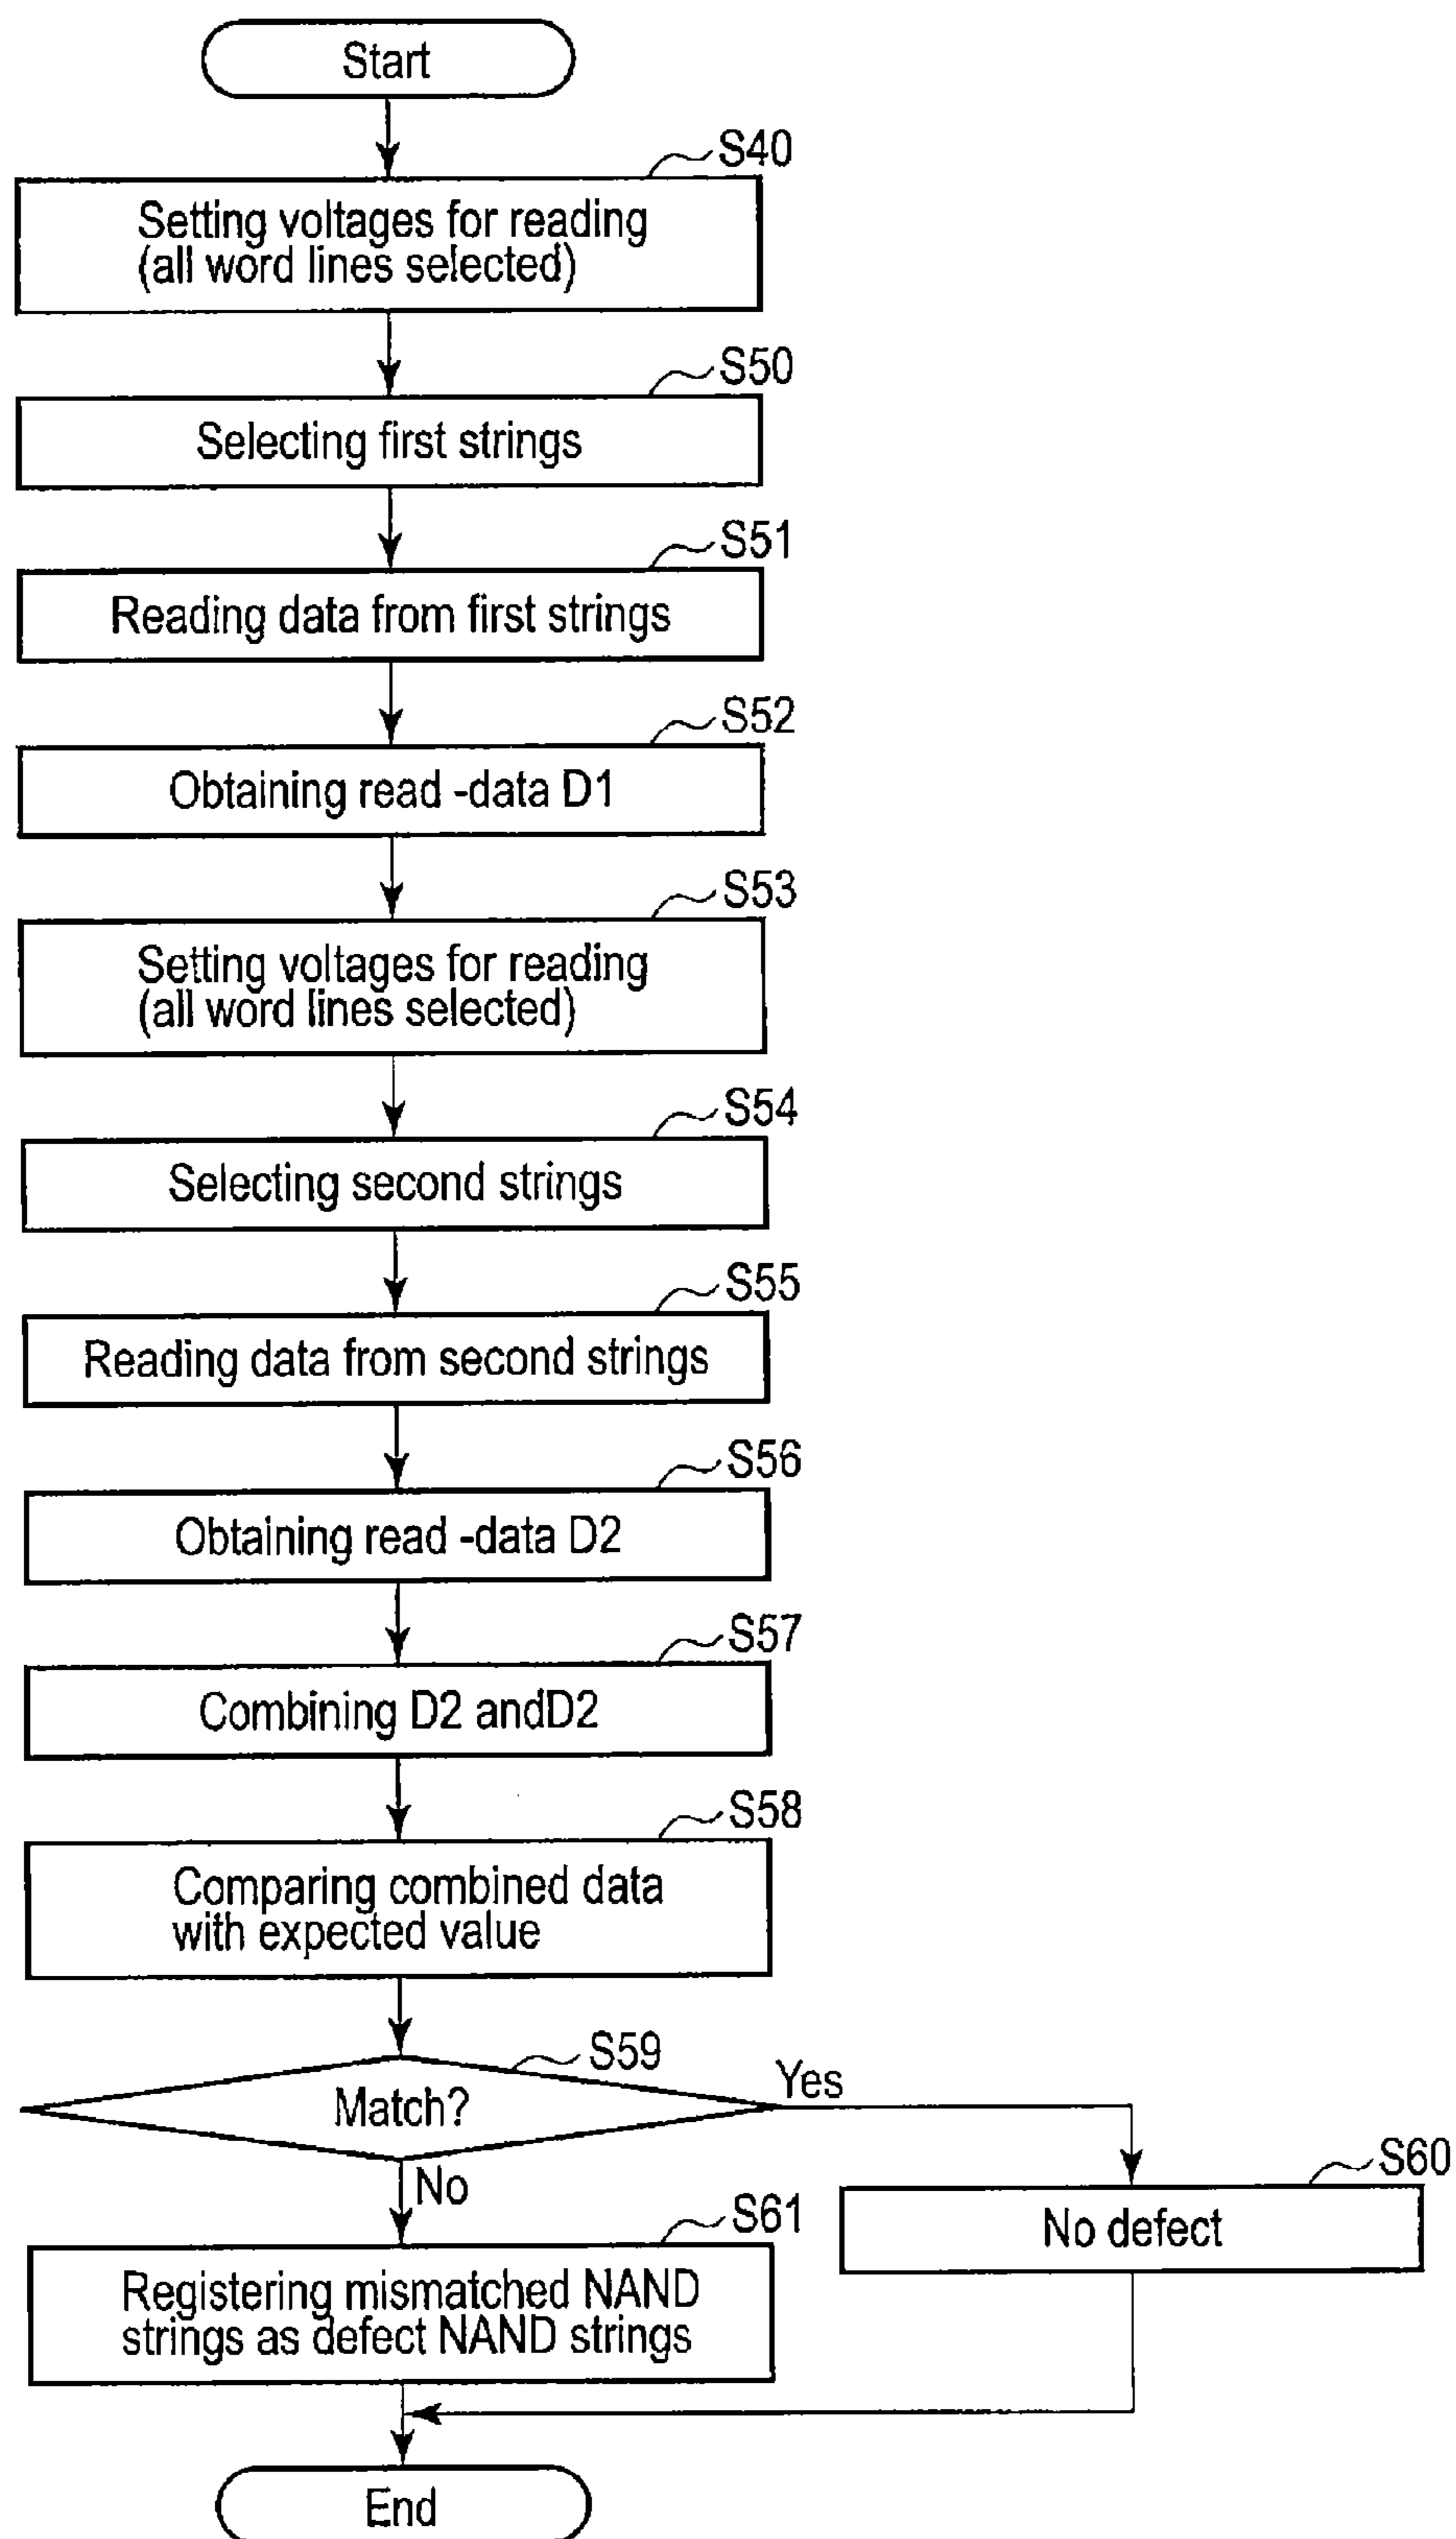 Start
S40
Setting voltages for reading
(all word lines selected)
S50
Selecting first strings
S51
Reading data from first strings
S52
Obtaining read -data D1
S53
Setting voltages for reading
(all word lines selected)
S54
Selecting second strings
S55
Reading data from second strings
S56
Obtaining read -data D2
S57
Combining D2 andD2
S58
Comparing combined data
with expected value
S59
Match?
Yes
No
S60
No defect
S61
Registering mismatched NAND
strings as defect NAND strings
End